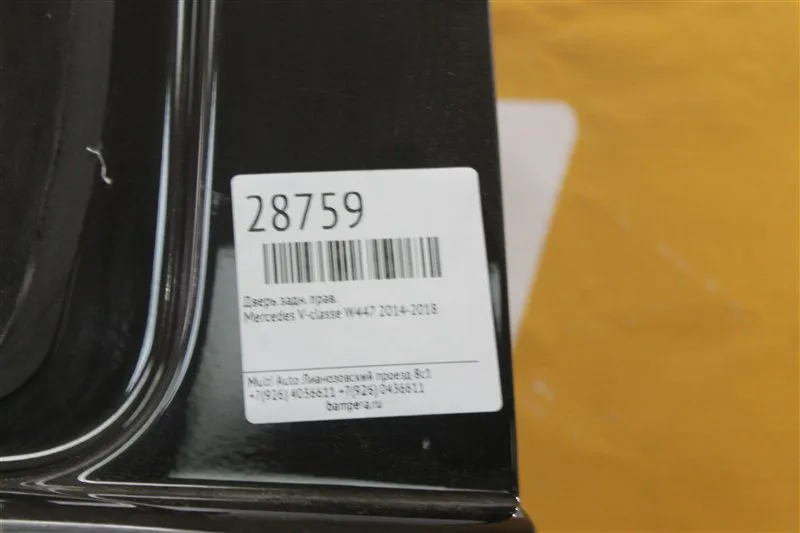 28759
Дверь задн. прав.
Mercedes V-classe W447 2014-2018
Multi Auto Лианозовский проезд 8с1
+7(926) 4036611 +7(926) 0436611
bampera.ru